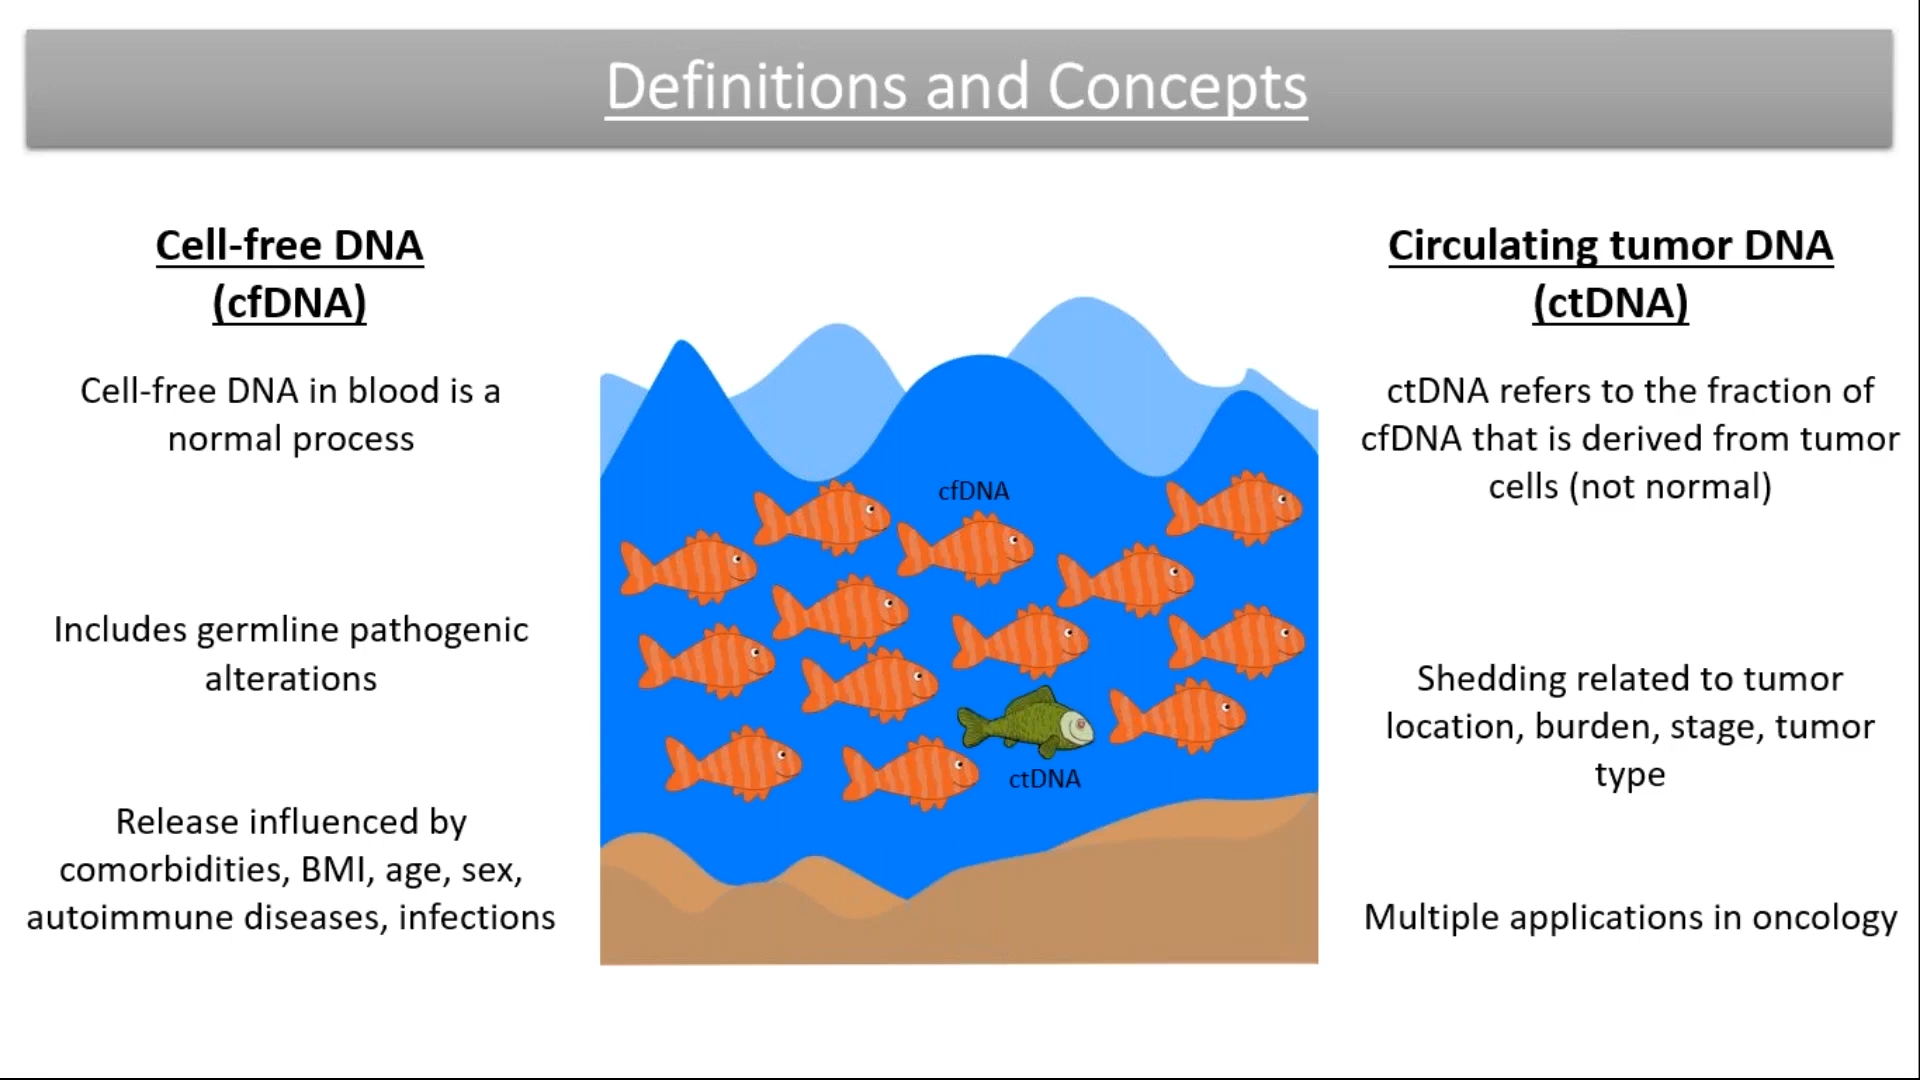 Definitions and Concepts
Cell-free DNA
(cfDNA)
Cell-free DNA in blood is a
normal process
Includes germline pathogenic
alterations
Release influenced by
comorbidities, BMI, age, sex,
autoimmune diseases, infections
cfDNA
ctDNA
Circulating tumor DNA
(ctDNA)
ctDNA refers to the fraction of
cfDNA that is derived from tumor
cells (not normal)
Shedding related to tumor
location, burden, stage, tumor
type
Multiple applications in oncology